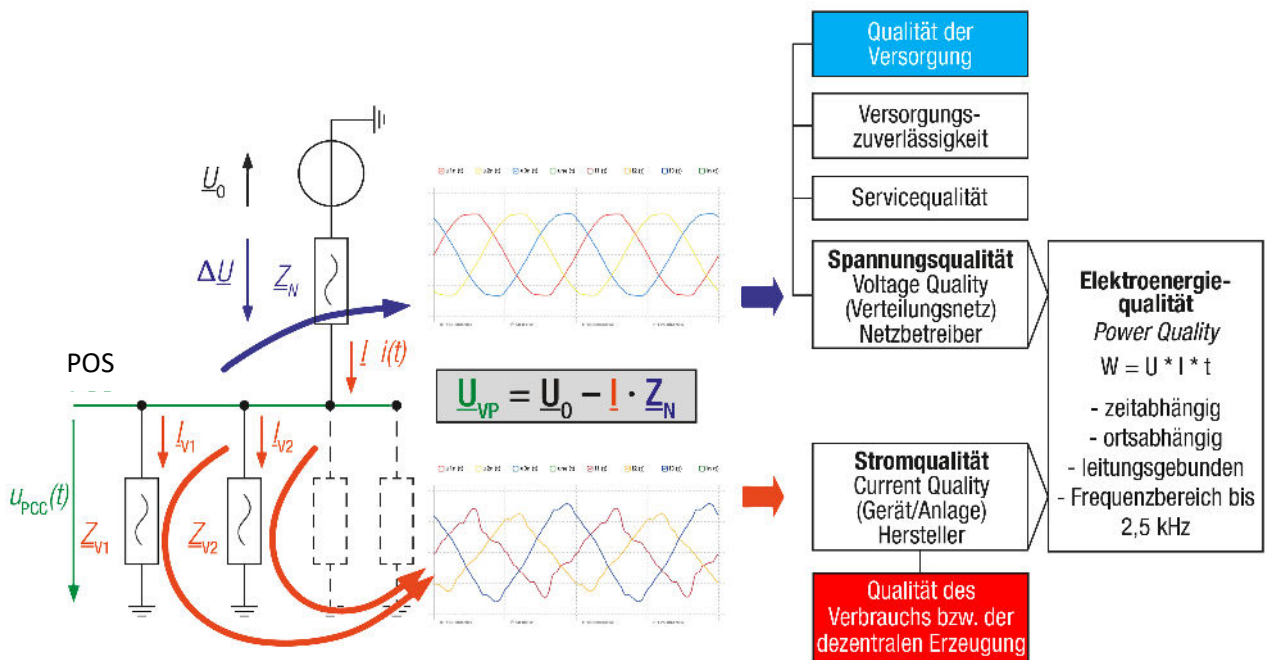 Qualität der
Versorgung
Versorgungs-
zuverlässigkeit
Servicequalität
Spannungsqualität
Voltage Quality
(Verteilungsnetz)
Netzbetreiber
Elektroenergie-
qualität
Power Quality
W = U * I * t
- zeitabhängig
- ortsabhängig
- leitungsgebunden
- Frequenzbereich bis
2,5 kHz
Stromqualität
Current Quality
(Gerät/Anlage)
Hersteller
Qualität des
Verbrauchs bzw. der
dezentralen Erzeugung
U0
ΔU
ZN
I i(t)
POS
UVP = U0 − I · ZN
IV1
IV2
uPCC(t)
ZV1
ZV2